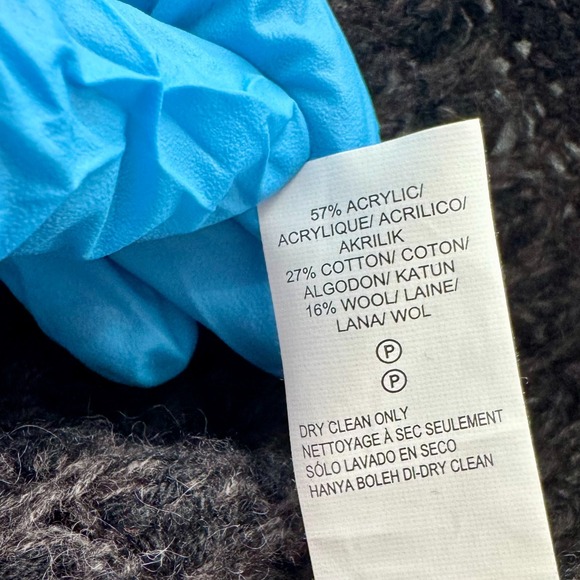 57% ACRYLIC/
ACRYLIQUE/ ACRILICO/
AKRILIK
27% COTTON/ COTON/
ALGODON/ KATUN
16% WOOL/ LAINE/
LANA/ WOL
P
P
DRY CLEAN ONLY
NETTOYAGE À SEC SEULEMENT
SÓLO LAVADO EN SECO
HANYA BOLEH DI-DRY CLEAN